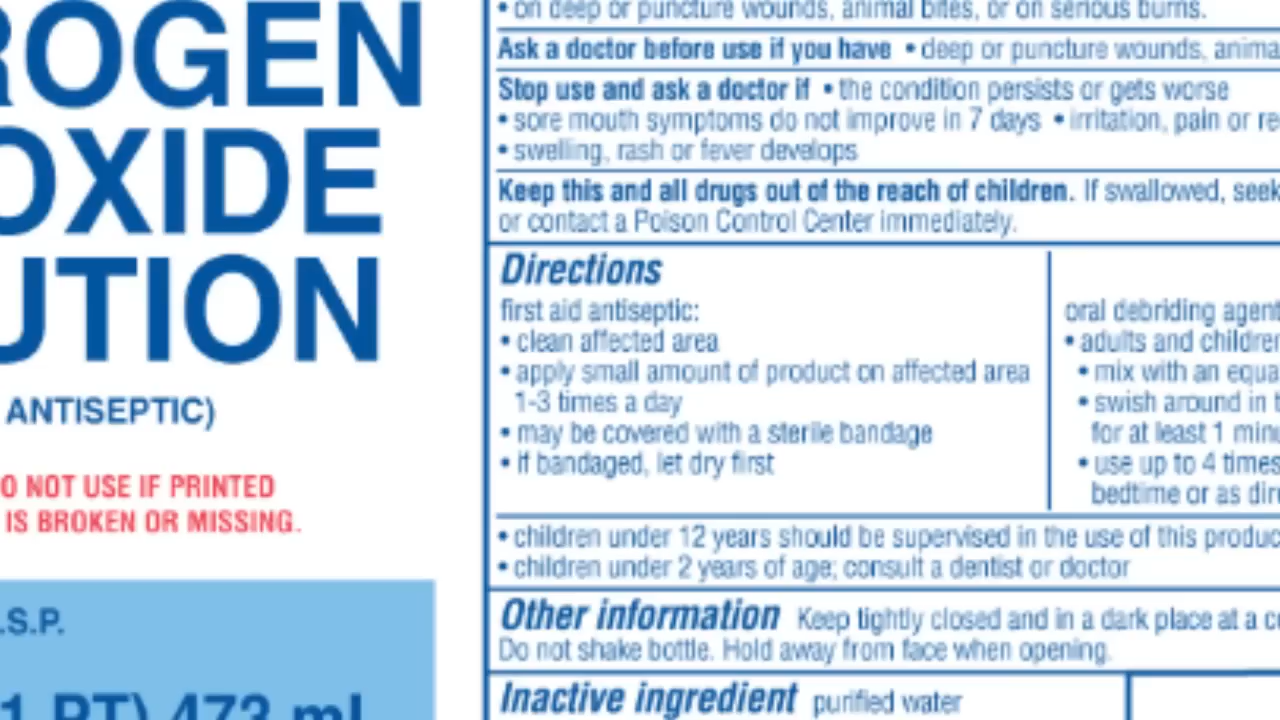 ROGEN
OXIDE
UTION
ANTISEPTIC)
O NOT USE IF PRINTED
IS BROKEN OR MISSING.
.S.P.
1 PT) 473 mL
• on deep or puncture wounds, animal bites, or on serious burns.
Ask a doctor before use if you have • deep or puncture wounds, anima
Stop use and ask a doctor if • the condition persists or gets worse
• sore mouth symptoms do not improve in 7 days • irritation, pain or re
• swelling, rash or fever develops
Keep this and all drugs out of the reach of children. If swallowed, seek
or contact a Poison Control Center immediately.
Directions
first aid antiseptic:
• clean affected area
• apply small amount of product on affected area
1-3 times a day
• may be covered with a sterile bandage
• if bandaged, let dry first
oral debriding agent
• adults and children
• mix with an equa
• swish around in t
for at least 1 minu
• use up to 4 times
bedtime or as dire
• children under 12 years should be supervised in the use of this produc
• children under 2 years of age; consult a dentist or doctor
Other information Keep tightly closed and in a dark place at a co
Do not shake bottle. Hold away from face when opening.
Inactive ingredient purified water